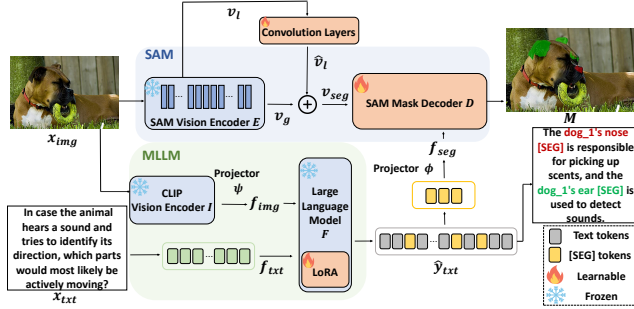 v_l
Convolution Layers
SAM
v̂_l
SAM Vision Encoder E
v_g
v_seg
SAM Mask Decoder D
x_img
M
MLLM
f_seg
CLIP
Vision Encoder I
Projector
ψ
f_img
Large
Language
Model
F
LoRA
Projector ϕ
In case the animal
hears a sound and
tries to identify its
direction, which parts
would most likely be
actively moving?
x_txt
f_txt
ŷ_txt
The dog_1's nose
[SEG] is responsible
for picking up
scents, and the
dog_1's ear [SEG] is
used to detect
sounds.
Text tokens
[SEG] tokens
Learnable
Frozen